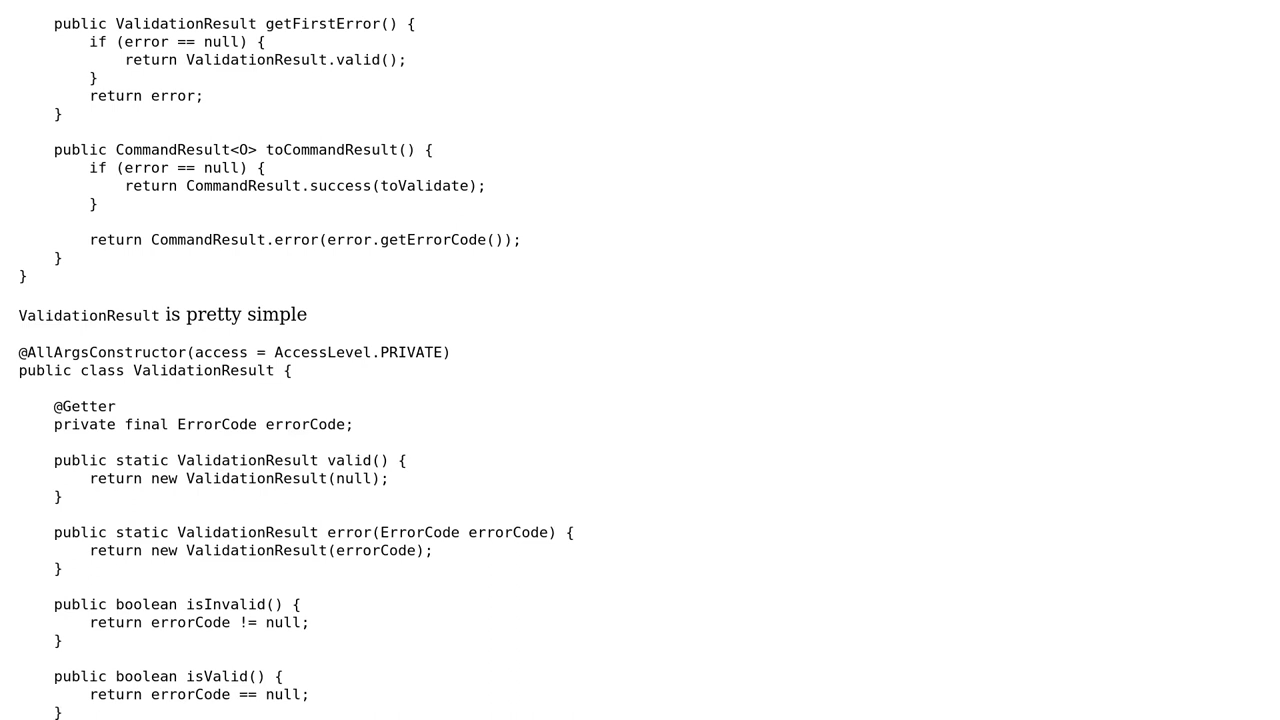 public ValidationResult getFirstError() {
        if (error == null) {
            return ValidationResult.valid();
        }
        return error;
    }

    public CommandResult<O> toCommandResult() {
        if (error == null) {
            return CommandResult.success(toValidate);
        }

        return CommandResult.error(error.getErrorCode());
    }
}

ValidationResult is pretty simple

@AllArgsConstructor(access = AccessLevel.PRIVATE)
public class ValidationResult {

    @Getter
    private final ErrorCode errorCode;

    public static ValidationResult valid() {
        return new ValidationResult(null);
    }

    public static ValidationResult error(ErrorCode errorCode) {
        return new ValidationResult(errorCode);
    }

    public boolean isInvalid() {
        return errorCode != null;
    }

    public boolean isValid() {
        return errorCode == null;
    }